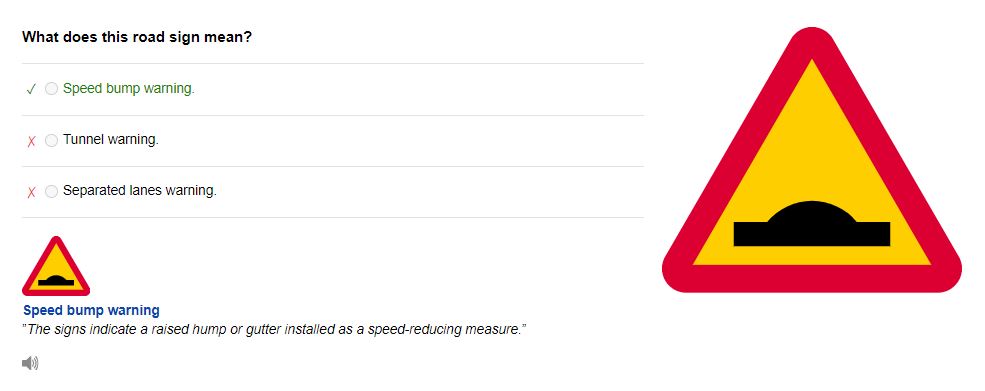 What does this road sign mean?
✓ Speed bump warning.
✗ Tunnel warning.
✗ Separated lanes warning.
Speed bump warning
"The signs indicate a raised hump or gutter installed as a speed-reducing measure."